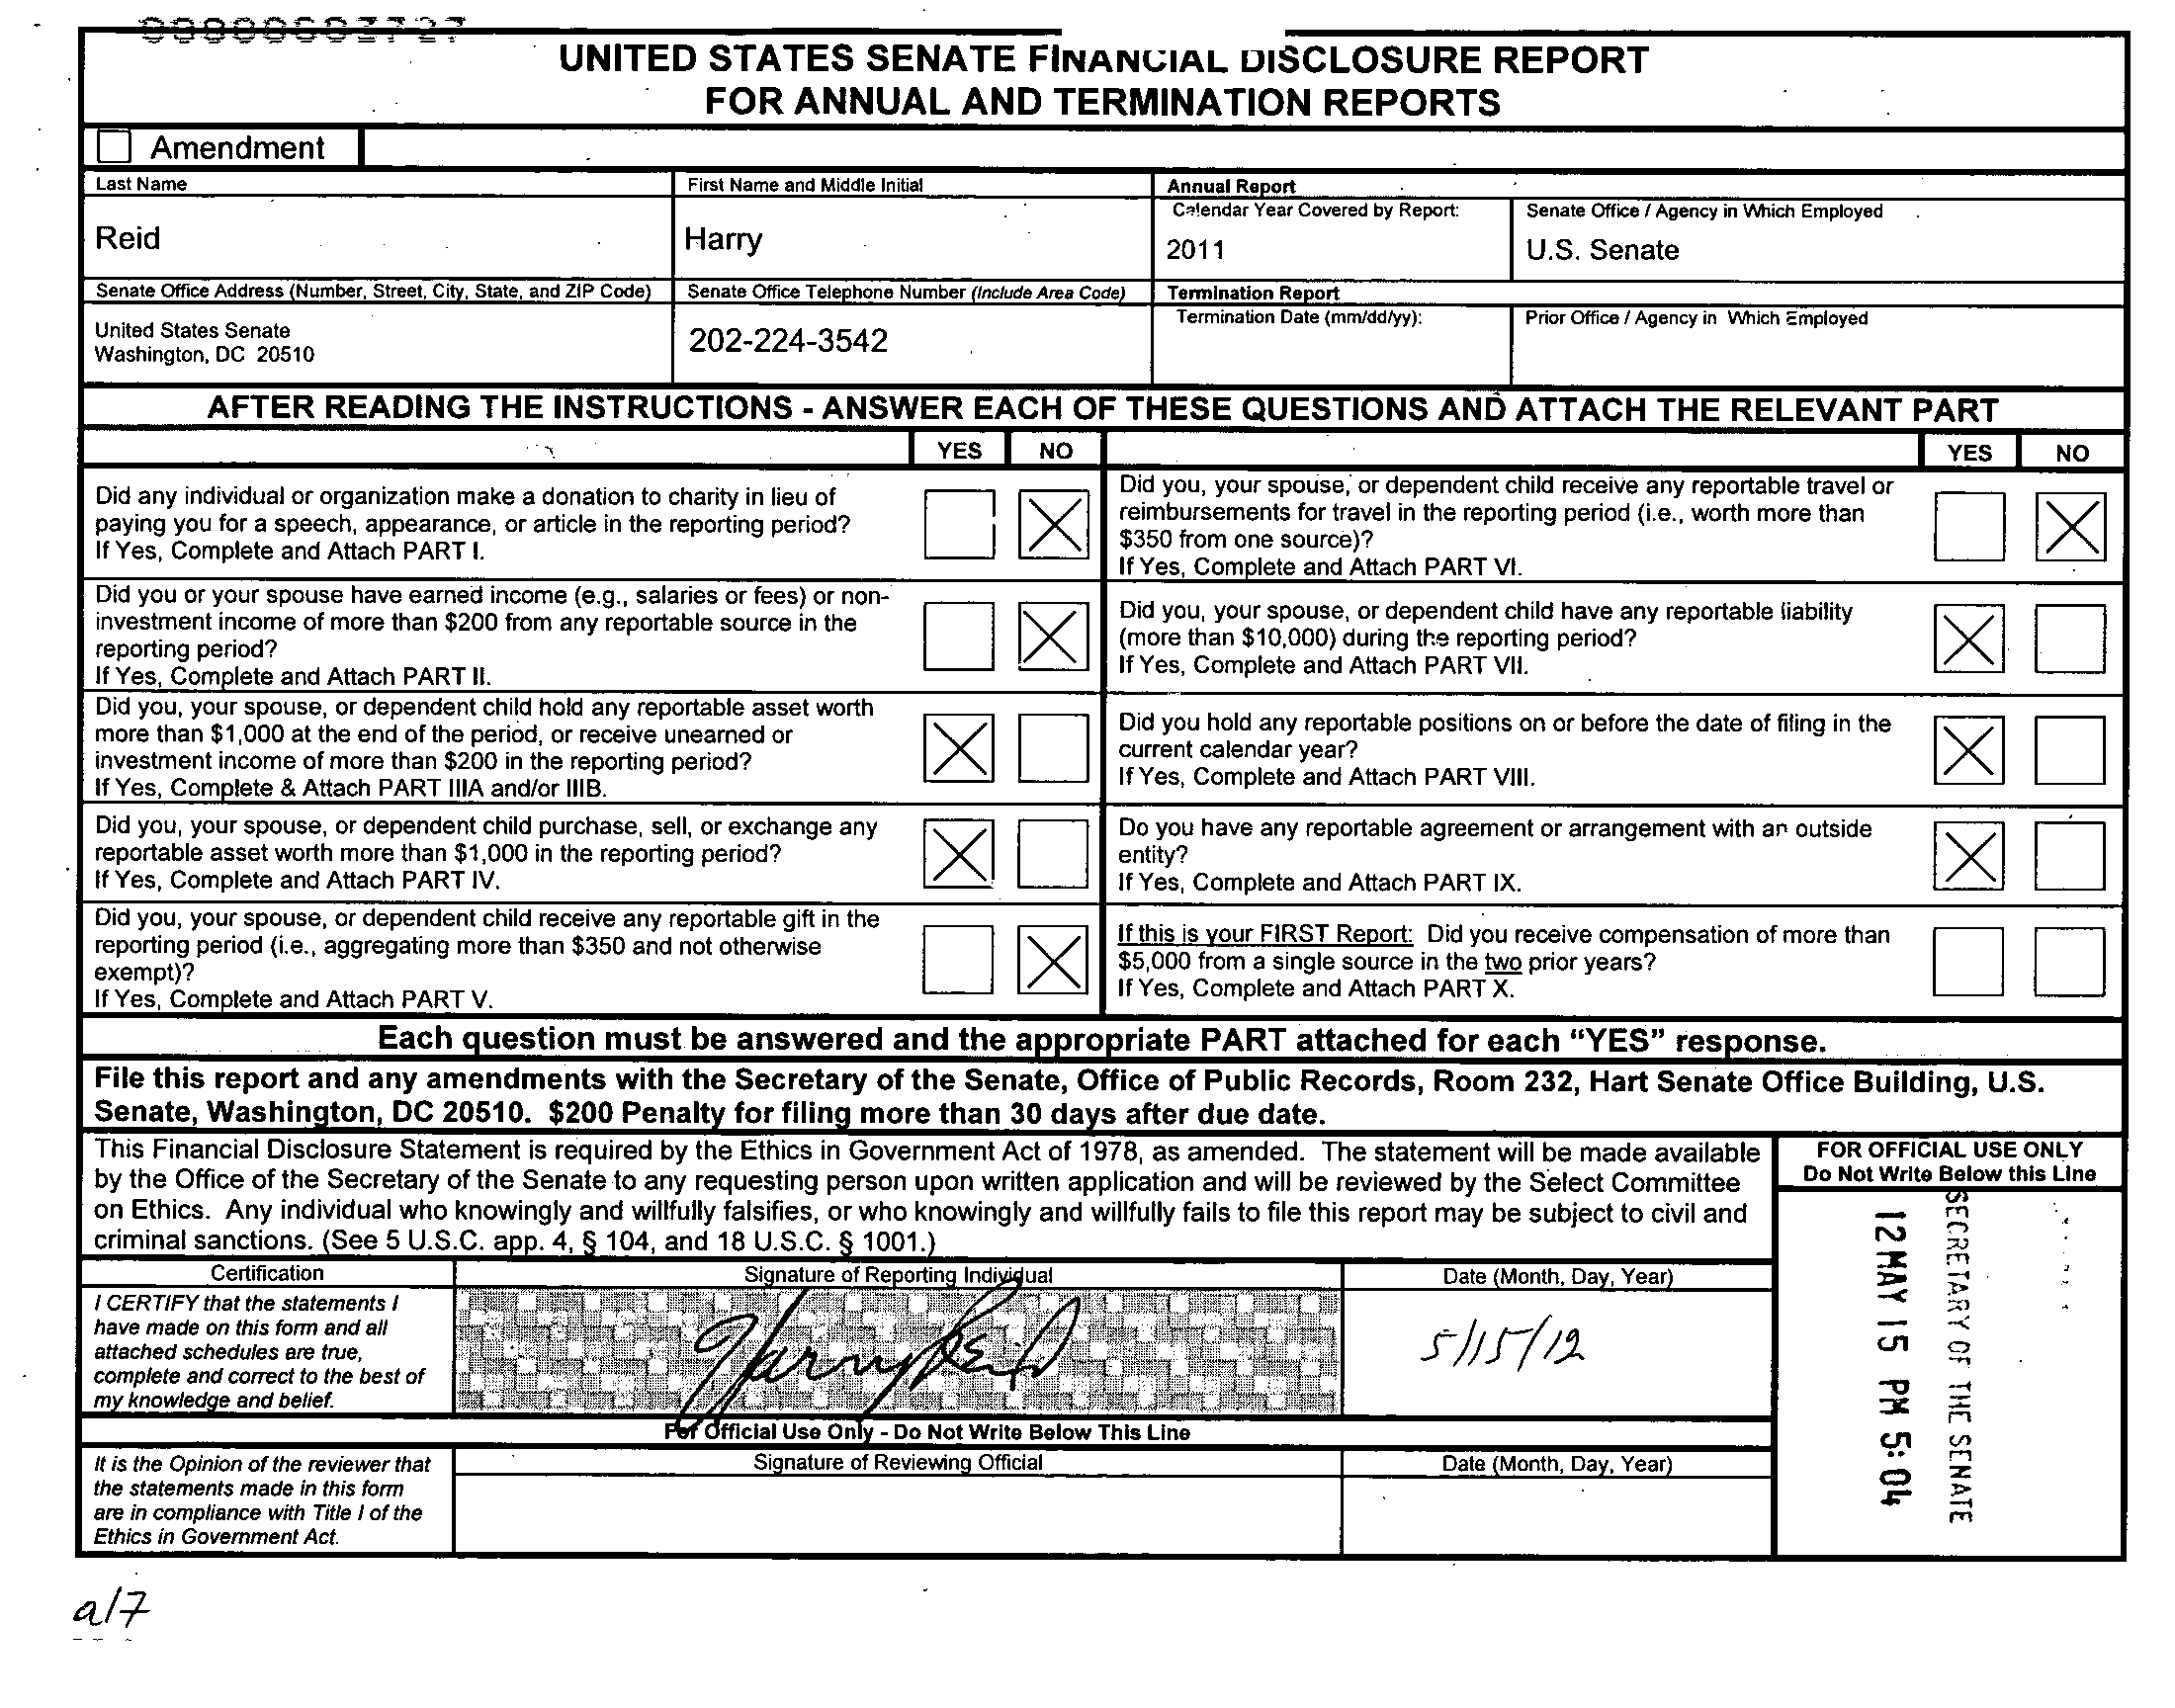 UNITED STATES SENATE FINANCIAL DISCLOSURE REPORT
FOR ANNUAL AND TERMINATION REPORTS
Amendment
Last Name
First Name and Middle Initial
Annual Report
Calendar Year Covered by Report:
Senate Office / Agency in Which Employed
Reid
Harry
2011
U.S. Senate
Senate Office Address (Number, Street, City, State, and ZIP Code)
Senate Office Telephone Number (Include Area Code)
Termination Report
Termination Date (mm/dd/yy):
Prior Office / Agency in Which Employed
United States Senate
Washington, DC 20510
202-224-3542
AFTER READING THE INSTRUCTIONS - ANSWER EACH OF THESE QUESTIONS AND ATTACH THE RELEVANT PART
YES NO
YES NO
Did any individual or organization make a donation to charity in lieu of
paying you for a speech, appearance, or article in the reporting period?
If Yes, Complete and Attach PART I.
Did you, your spouse, or dependent child receive any reportable travel or
reimbursements for travel in the reporting period (i.e., worth more than
$350 from one source)?
If Yes, Complete and Attach PART VI.
Did you or your spouse have earned income (e.g., salaries or fees) or non-
investment income of more than $200 from any reportable source in the
reporting period?
If Yes, Complete and Attach PART II.
Did you, your spouse, or dependent child have any reportable liability
(more than $10,000) during the reporting period?
If Yes, Complete and Attach PART VII.
Did you, your spouse, or dependent child hold any reportable asset worth
more than $1,000 at the end of the period, or receive unearned or
investment income of more than $200 in the reporting period?
If Yes, Complete & Attach PART IIIA and/or IIIB.
Did you hold any reportable positions on or before the date of filing in the
current calendar year?
If Yes, Complete and Attach PART VIII.
Did you, your spouse, or dependent child purchase, sell, or exchange any
reportable asset worth more than $1,000 in the reporting period?
If Yes, Complete and Attach PART IV.
Do you have any reportable agreement or arrangement with an outside
entity?
If Yes, Complete and Attach PART IX.
Did you, your spouse, or dependent child receive any reportable gift in the
reporting period (i.e., aggregating more than $350 and not otherwise
exempt)?
If Yes, Complete and Attach PART V.
If this is your FIRST Report: Did you receive compensation of more than
$5,000 from a single source in the two prior years?
If Yes, Complete and Attach PART X.
Each question must be answered and the appropriate PART attached for each “YES” response.
File this report and any amendments with the Secretary of the Senate, Office of Public Records, Room 232, Hart Senate Office Building, U.S.
Senate, Washington, DC 20510. $200 Penalty for filing more than 30 days after due date.
This Financial Disclosure Statement is required by the Ethics in Government Act of 1978, as amended. The statement will be made available
by the Office of the Secretary of the Senate to any requesting person upon written application and will be reviewed by the Select Committee
on Ethics. Any individual who knowingly and willfully falsifies, or who knowingly and willfully fails to file this report may be subject to civil and
criminal sanctions. (See 5 U.S.C. app. 4, § 104, and 18 U.S.C. § 1001.)
FOR OFFICIAL USE ONLY
Do Not Write Below this Line
SECRETARY OF THE SENATE
12 MAY 15 PM 5:04
Certification
Signature of Reporting Individual
Date (Month, Day, Year)
I CERTIFY that the statements I
have made on this form and all
attached schedules are true,
complete and correct to the best of
my knowledge and belief.
Harry Reid
5/15/12
For Official Use Only - Do Not Write Below This Line
It is the Opinion of the reviewer that
the statements made in this form
are in compliance with Title I of the
Ethics in Government Act.
Signature of Reviewing Official
Date (Month, Day, Year)
a/7